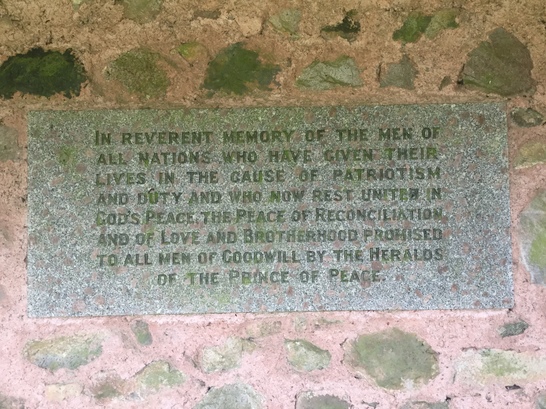 IN REVERENT MEMORY OF THE MEN OF
ALL NATIONS WHO HAVE GIVEN THEIR
LIVES IN THE CAUSE OF PATRIOTISM
AND DUTY AND WHO NOW REST UNITED IN
GOD'S PEACE, THE PEACE OF RECONCILIATION,
AND OF LOVE AND BROTHERHOOD PROMISED
TO ALL MEN OF GOODWILL BY THE HERALDS
OF THE PRINCE OF PEACE.